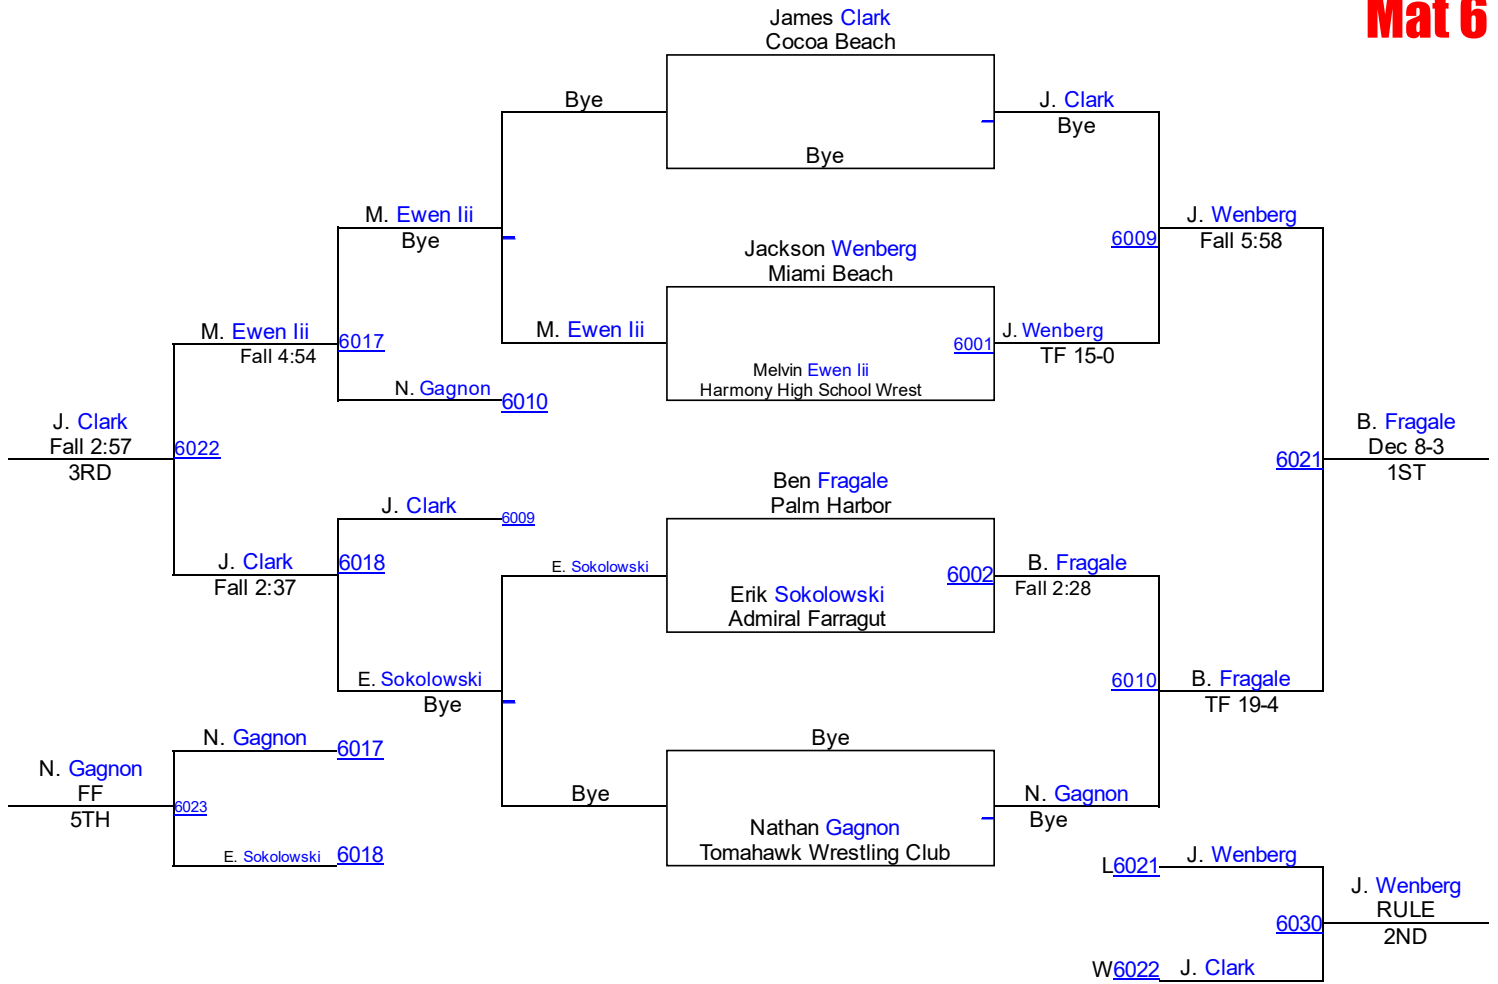 Mat 6
James Clark
Cocoa Beach
Bye
J. Clark
Bye
Bye
M. Ewen Iii
Bye
J. Wenberg
Fall 5:58
6009
Jackson Wenberg
Miami Beach
M. Ewen Iii
Fall 4:54
6017
M. Ewen Iii
6001
J. Wenberg
TF 15-0
Melvin Ewen Iii
Harmony High School Wrest
N. Gagnon
6010
J. Clark
Fall 2:57
3RD
6022
B. Fragale
Dec 8-3
1ST
6021
Ben Fragale
Palm Harbor
J. Clark
6009
J. Clark
Fall 2:37
6018
E. Sokolowski
6002
B. Fragale
Fall 2:28
Erik Sokolowski
Admiral Farragut
E. Sokolowski
Bye
6010
B. Fragale
TF 19-4
N. Gagnon
6017
Bye
N. Gagnon
FF
5TH
6023
Bye
N. Gagnon
Bye
Nathan Gagnon
Tomahawk Wrestling Club
E. Sokolowski
6018
L6021
J. Wenberg
J. Wenberg
RULE
2ND
6030
W6022
J. Clark